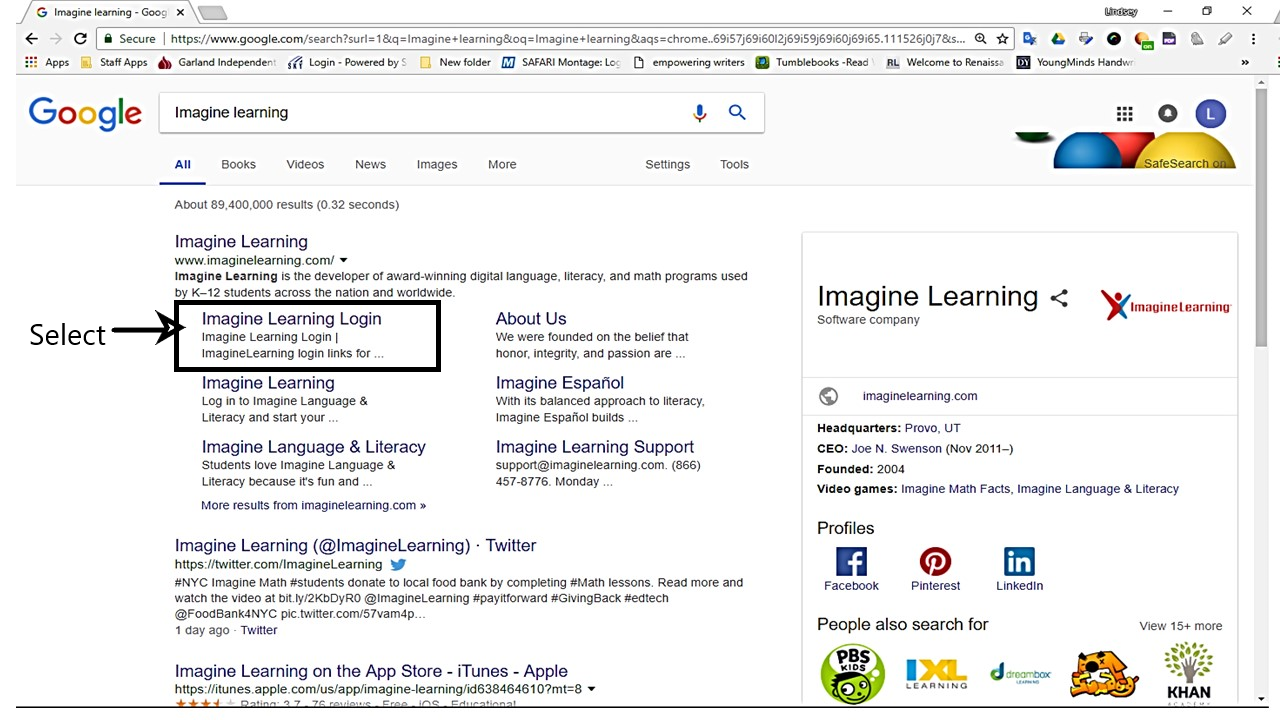 Imagine learning - Goog
Lindsey
Secure
https://www.google.com/search?surl=1&q=Imagine+learning&oq=Imagine+learning&aqs=chrome..69i57j69i60l2j69i59j69i60j69i65.111526j0j7&s...
Apps
Staff Apps
Garland Independent
Login - Powered by S
New folder
SAFARI Montage: Log
empowering writers
Tumblebooks -Read
RL Welcome to Renaissa
DY YoungMinds Handwr
»
Google
Imagine learning
L
All Books Videos News Images More Settings Tools
SafeSearch on
About 89,400,000 results (0.32 seconds)
Imagine Learning
www.imaginelearning.com/
Imagine Learning is the developer of award-winning digital language, literacy, and math programs used
by K–12 students across the nation and worldwide.
Select
Imagine Learning Login
Imagine Learning Login |
ImagineLearning login links for ...
About Us
We were founded on the belief that
honor, integrity, and passion are ...
Imagine Learning
Log in to Imagine Language &
Literacy and start your ...
Imagine Español
With its balanced approach to literacy,
Imagine Español builds ...
Imagine Language & Literacy
Students love Imagine Language &
Literacy because it's fun and ...
Imagine Learning Support
support@imaginelearning.com. (866)
457-8776. Monday ...
More results from imaginelearning.com »
Imagine Learning (@ImagineLearning) · Twitter
https://twitter.com/ImagineLearning
#NYC Imagine Math #students donate to local food bank by completing #Math lessons. Read more and
watch the video at bit.ly/2KbDyR0 @ImagineLearning #payitforward #GivingBack #edtech
@FoodBank4NYC pic.twitter.com/57vam4p...
1 day ago · Twitter
Imagine Learning on the App Store - iTunes - Apple
https://itunes.apple.com/us/app/imagine-learning/id638464610?mt=8
Rating: 3.7 - 76 reviews - Free - iOS - Educational
Imagine Learning
Software company
ImagineLearning
imaginelearning.com
Headquarters: Provo, UT
CEO: Joe N. Swenson (Nov 2011–)
Founded: 2004
Video games: Imagine Math Facts, Imagine Language & Literacy
Profiles
Facebook
Pinterest
LinkedIn
People also search for
View 15+ more
PBS
KIDS
IXL
LEARNING
dreambox
LEARNING
KHAN
ACADEMY